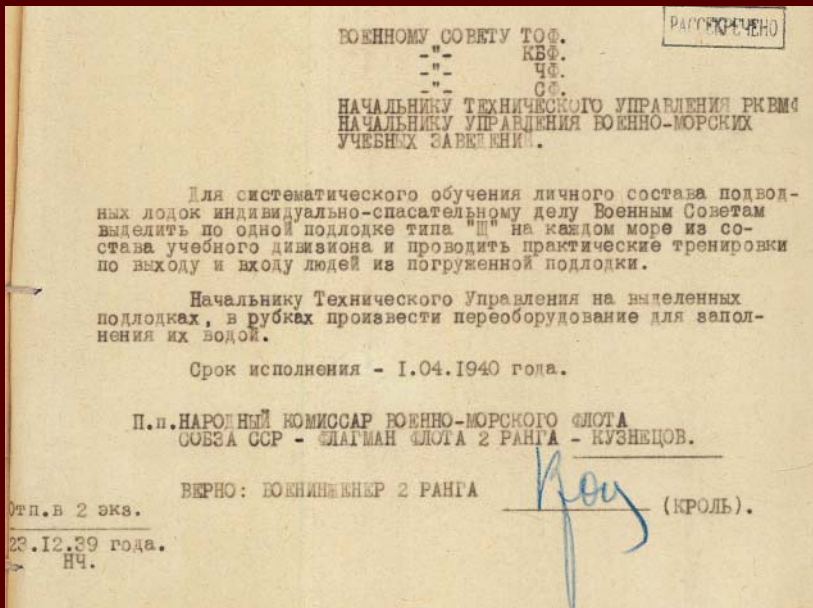 РАССЕКРЕЧЕНО
ВОЕННОМУ СОВЕТУ ТОФ.
-"- КБФ.
-"- ЧФ.
-"- СФ.
НАЧАЛЬНИКУ ТЕХНИЧЕСКОГО УПРАВЛЕНИЯ РКВМФ
НАЧАЛЬНИКУ УПРАВЛЕНИЯ ВОЕННО-МОРСКИХ
УЧЕБНЫХ ЗАВЕДЕНИЙ.
Для систематического обучения личного состава подвод-
ных лодок индивидуально-спасательному делу Военным Советам
выделить по одной подлодке типа "Щ" на каждом море из со-
става учебного дивизиона и проводить практические тренировки
по выходу и входу людей из погруженной подлодки.
Начальнику Технического Управления на выделенных
подлодках, в рубках произвести переоборудование для запол-
нения их водой.
Срок исполнения - I.04.1940 года.
П.п. НАРОДНЫЙ КОМИССАР ВОЕННО-МОРСКОГО ФЛОТА
СОЮЗА ССР - ФЛАГМАН ФЛОТА 2 РАНГА - КУЗНЕЦОВ.
ВЕРНО: ВОЕНИНЖЕНЕР 2 РАНГА (КРОЛЬ).
Отп.в 2 экз.
23.I2.39 года.
НЧ.